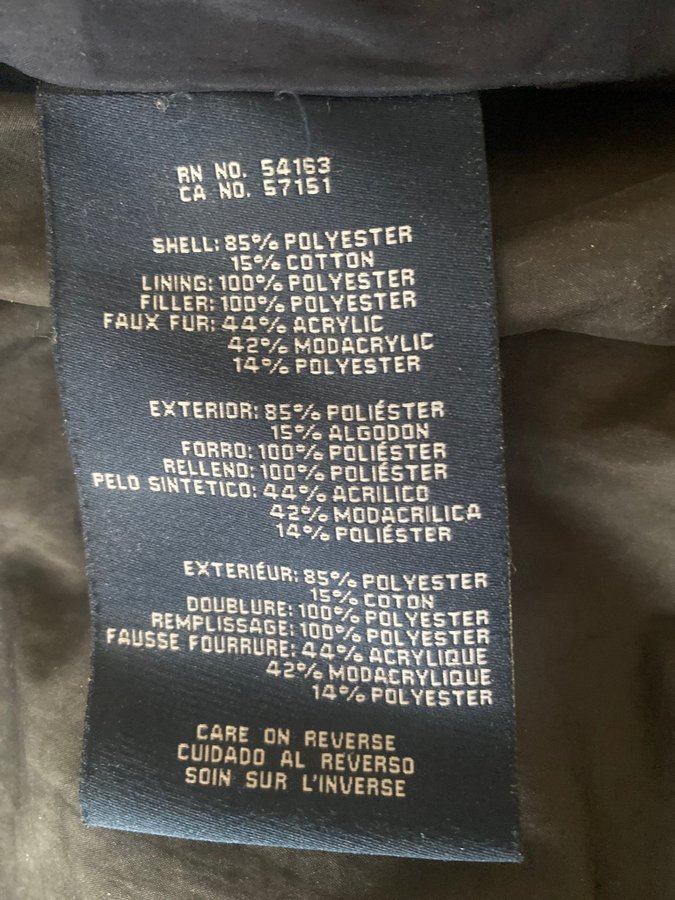 RN NO. 54163
CA NO. 57151
SHELL: 85% POLYESTER
15% COTTON
LINING: 100% POLYESTER
FILLER: 100% POLYESTER
FAUX FUR: 44% ACRYLIC
42% MODACRYLIC
14% POLYESTER
EXTERIOR: 85% POLIÉSTER
15% ALGODON
FORRO: 100% POLIÉSTER
RELLENO: 100% POLIÉSTER
PELO SINTETICO: 44% ACRILICO
42% MODACRILICA
14% POLIÉSTER
EXTERIÉUR: 85% POLYESTER
15% COTON
DOUBLURE: 100% POLYESTER
REMPLISSAGE: 100% POLYESTER
FAUSSE FOURRURE: 44% ACRYLIQUE
42% MODACRYLIQUE
14% POLYESTER
CARE ON REVERSE
CUIDADO AL REVERSO
SOIN SUR L'INVERSE